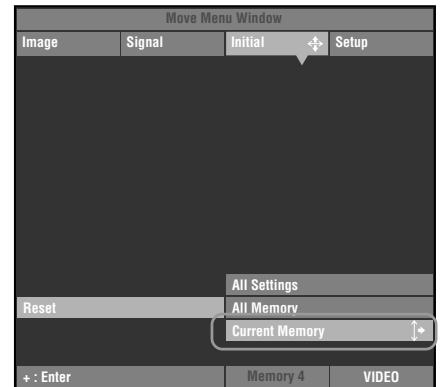 Move Menu Window
Image Signal Initial Setup
All Settings
Reset All Memory
Current Memory
+ : Enter Memory 4 VIDEO